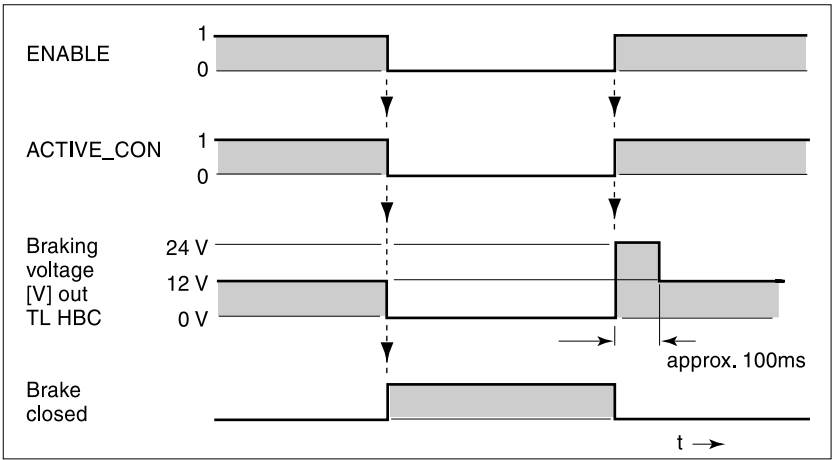 ENABLE
1
0
ACTIVE_CON
1
0
Braking
voltage
[V] out
TL HBC
24 V
12 V
0 V
approx. 100ms
Brake
closed
t